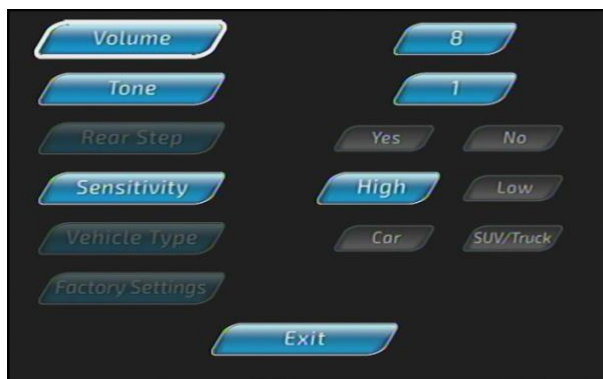 Volume 8
Tone 1
Rear Step Yes No
Sensitivity High Low
Vehicle Type Car SUV/Truck
Factory Settings
Exit